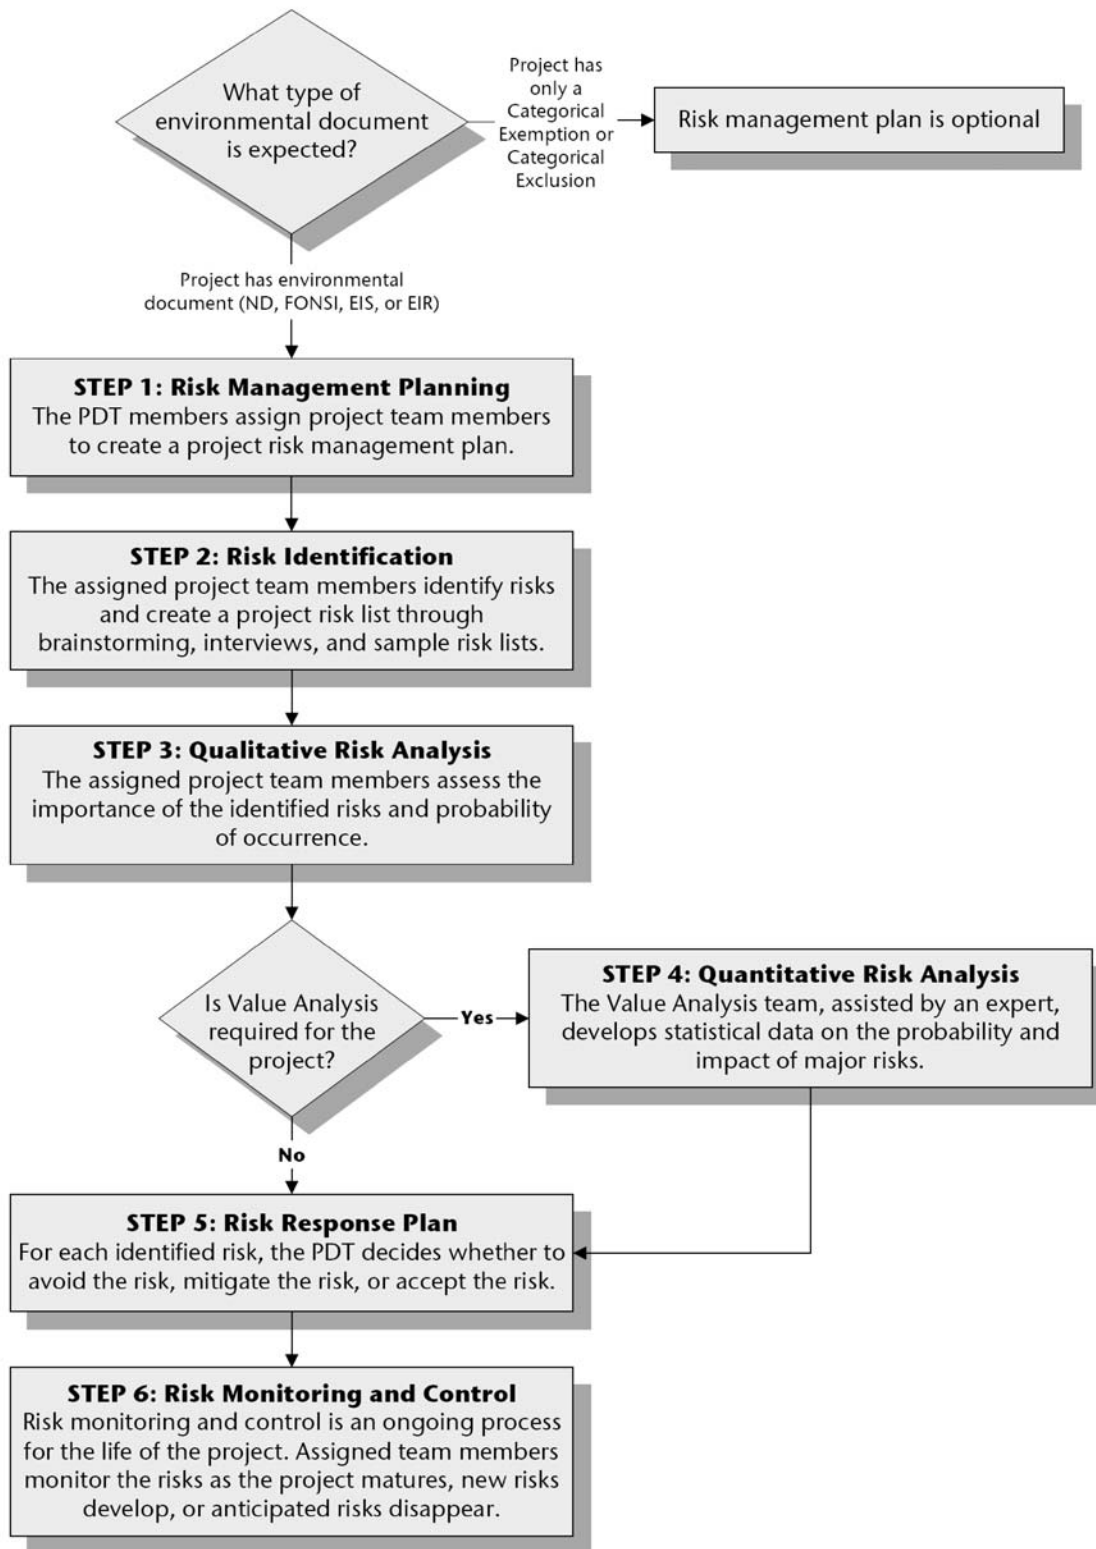 What type of
environmental document
is expected?
Project has
only a
Categorical
Exemption or
Categorical
Exclusion
Risk management plan is optional
Project has environmental
document (ND, FONSI, EIS, or EIR)
STEP 1: Risk Management Planning
The PDT members assign project team members
to create a project risk management plan.
STEP 2: Risk Identification
The assigned project team members identify risks
and create a project risk list through
brainstorming, interviews, and sample risk lists.
STEP 3: Qualitative Risk Analysis
The assigned project team members assess the
importance of the identified risks and probability
of occurrence.
Is Value Analysis
required for the
project?
Yes
STEP 4: Quantitative Risk Analysis
The Value Analysis team, assisted by an expert,
develops statistical data on the probability and
impact of major risks.
No
STEP 5: Risk Response Plan
For each identified risk, the PDT decides whether to
avoid the risk, mitigate the risk, or accept the risk.
STEP 6: Risk Monitoring and Control
Risk monitoring and control is an ongoing process
for the life of the project. Assigned team members
monitor the risks as the project matures, new risks
develop, or anticipated risks disappear.